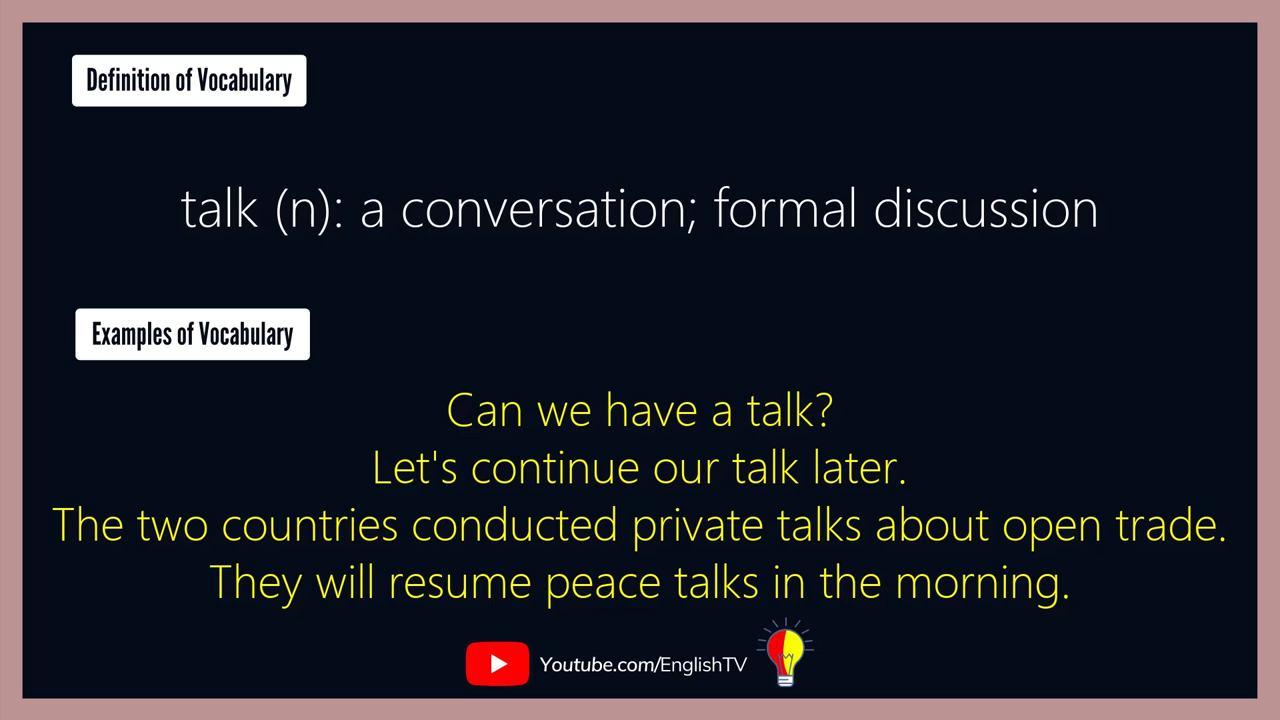 Definition of Vocabulary
talk (n): a conversation; formal discussion
Examples of Vocabulary
Can we have a talk?
Let's continue our talk later.
The two countries conducted private talks about open trade.
They will resume peace talks in the morning.
Youtube.com/EnglishTV